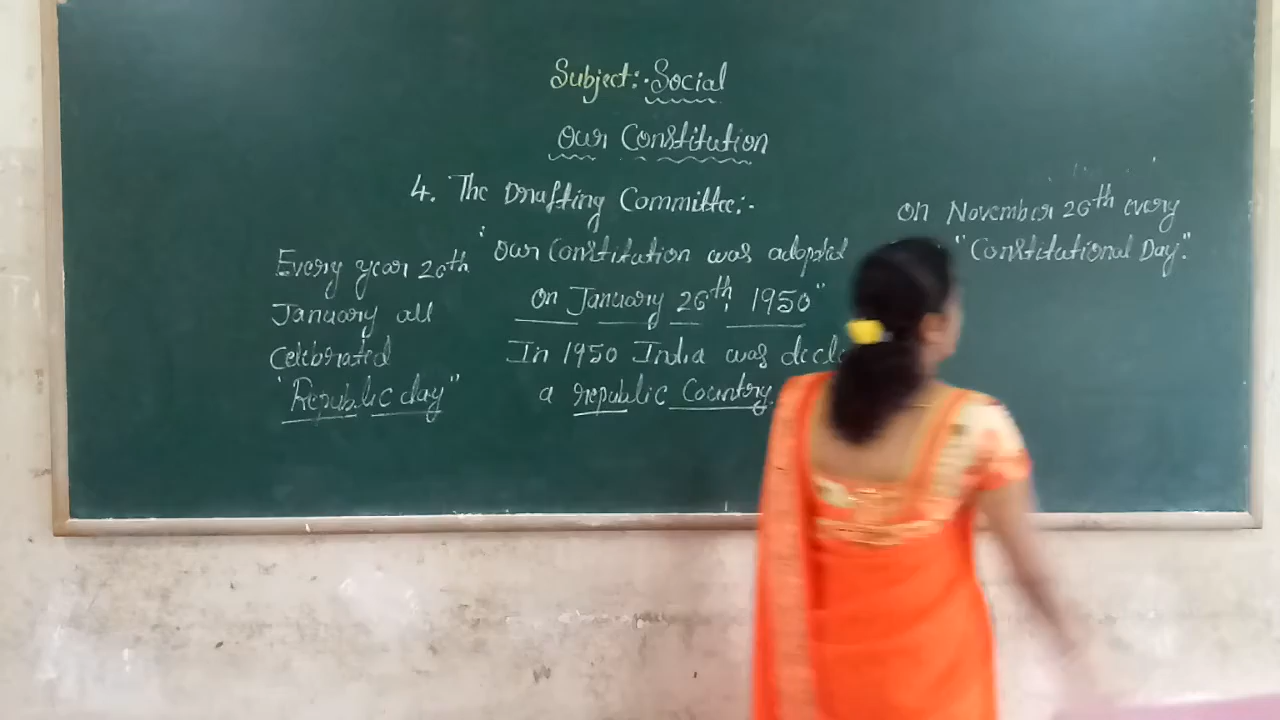 Subject:- Social
Our Constitution
4. The Drafting Committee:-
"Our Constitution was adopted
on January 26th, 1950"
In 1950 India was
a republic Country.
Every year 26th
January all
Celebrated
"Republic day"
on November 26th every
"Constitutional Day".